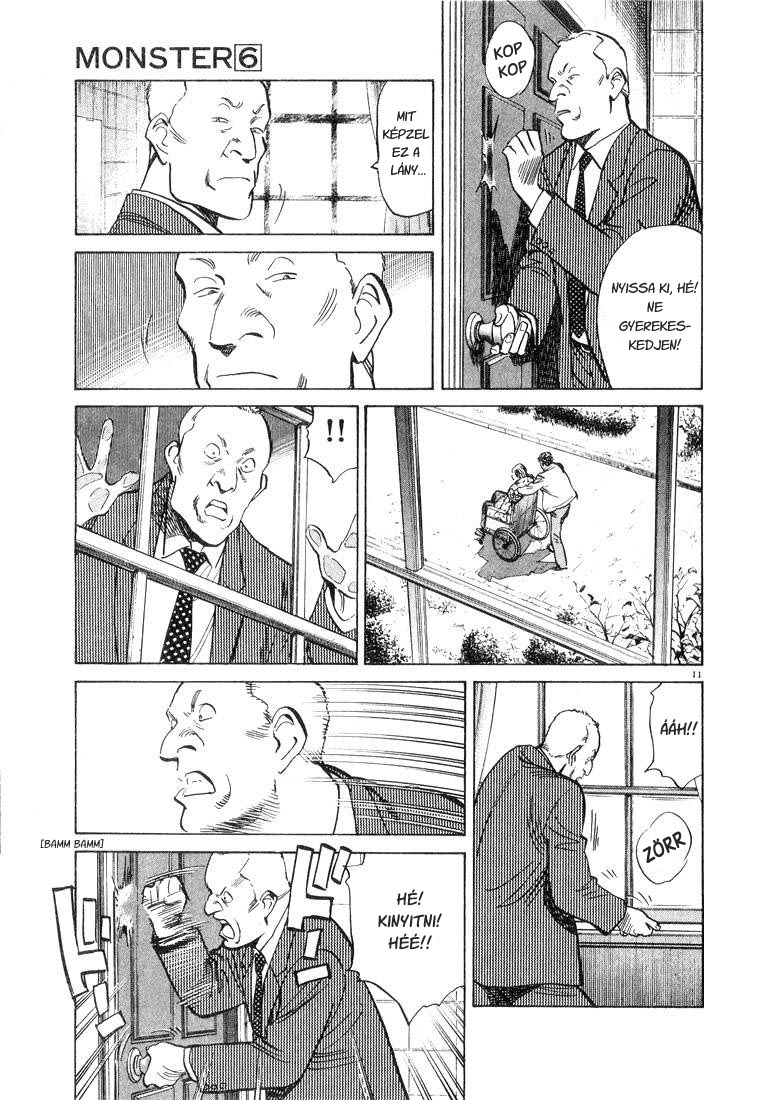 MONSTER 6
KOP
KOP
NYISSA KI, HÉ!
NE
GYEREKES-
KEDJEN!
MIT
KÉPZEL
EZ A
LÁNY...
!!
11
ÁÁH!!
ZÖRR
[BAMM BAMM]
HÉ!
KINYITNI!
HÉÉ!!